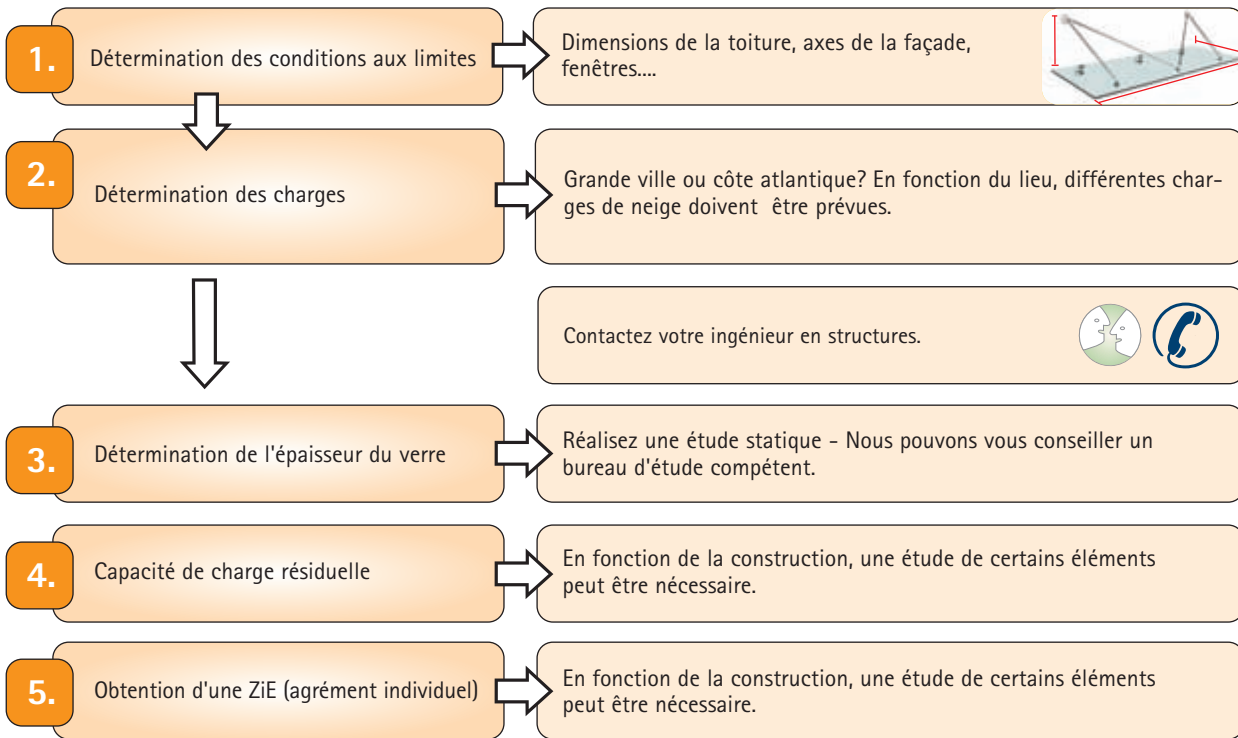 1.
Détermination des conditions aux limites
Dimensions de la toiture, axes de la façade,
fenêtres....
2.
Détermination des charges
Grande ville ou côte atlantique? En fonction du lieu, différentes char-
ges de neige doivent être prévues.
Contactez votre ingénieur en structures.
3.
Détermination de l'épaisseur du verre
Réalisez une étude statique - Nous pouvons vous conseiller un
bureau d'étude compétent.
4.
Capacité de charge résiduelle
En fonction de la construction, une étude de certains éléments
peut être nécessaire.
5.
Obtention d'une ZiE (agrément individuel)
En fonction de la construction, une étude de certains éléments
peut être nécessaire.